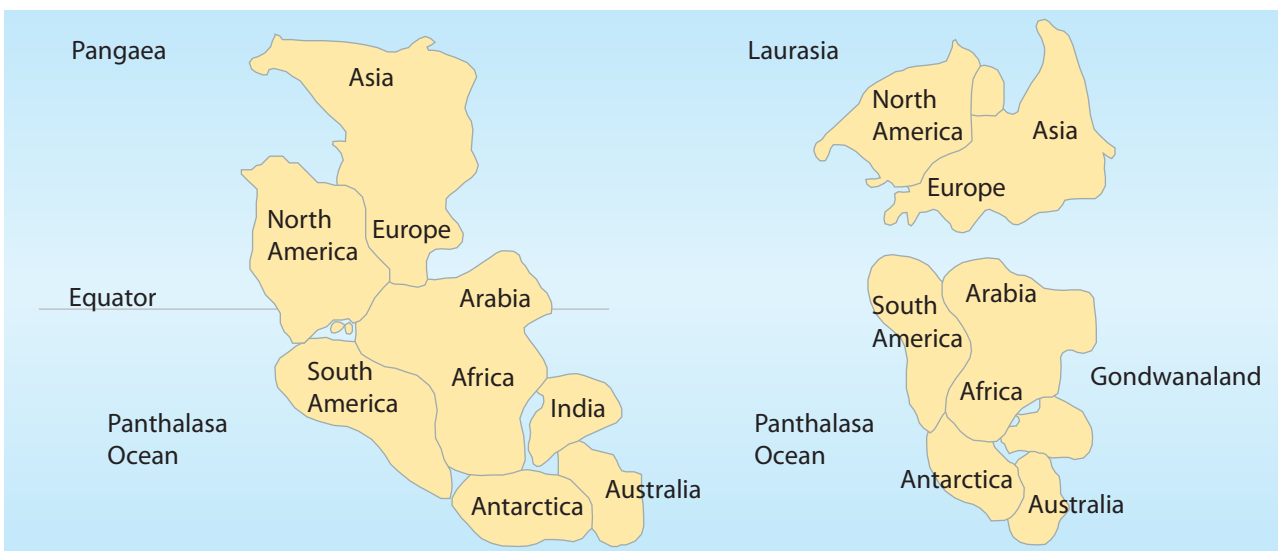 Pangaea
Asia
North
America
Europe
Equator
Arabia
South
America
Africa
India
Panthalasa
Ocean
Antarctica
Australia
Laurasia
North
America
Asia
Europe
South
America
Arabia
Africa
Gondwanaland
Panthalasa
Ocean
Antarctica
Australia